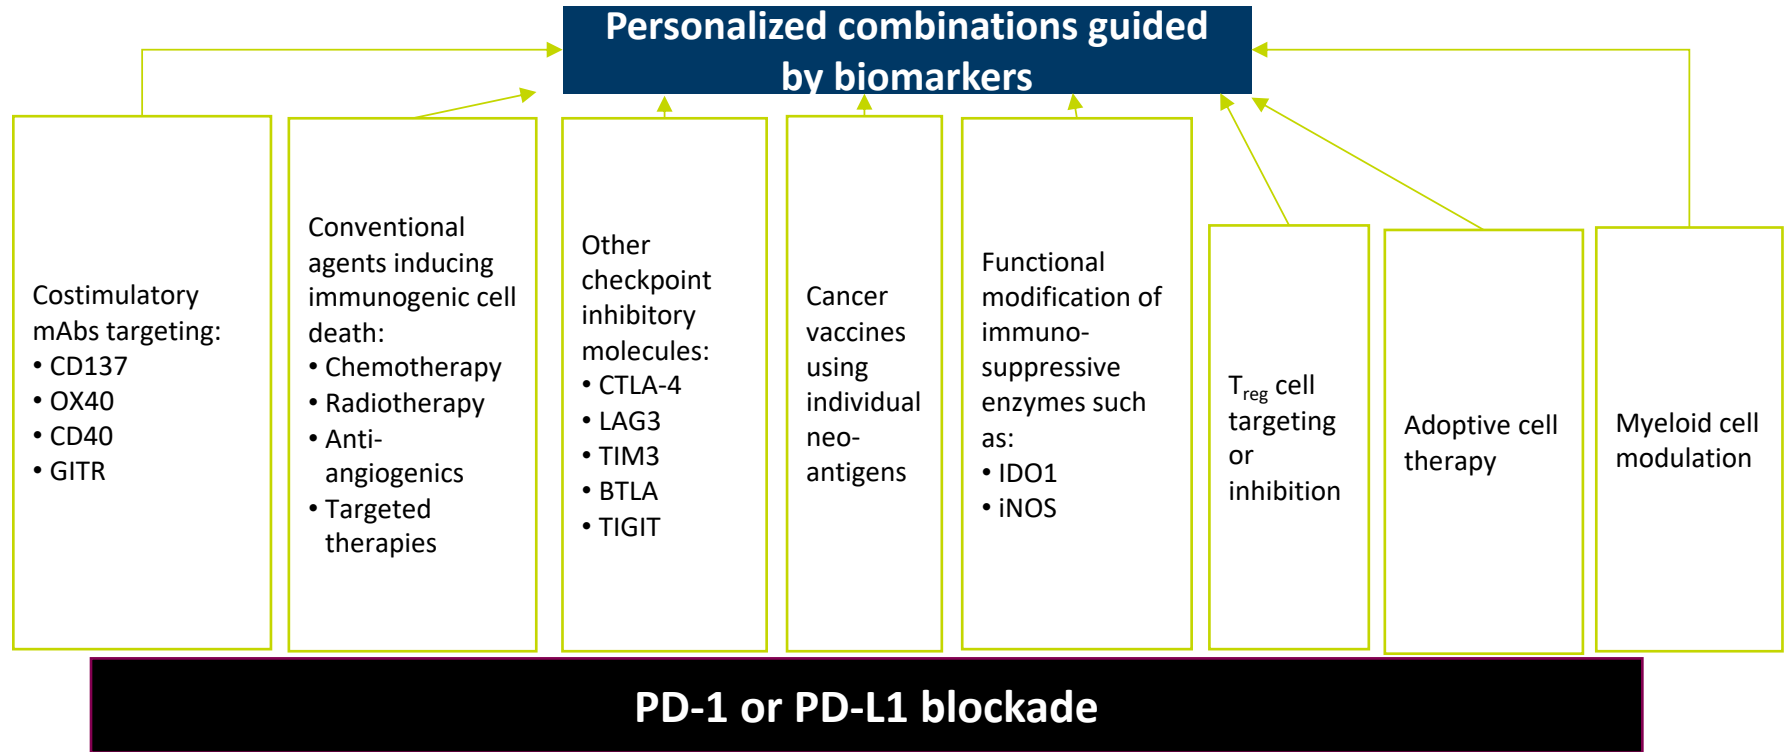 Personalized combinations guided
by biomarkers
Costimulatory
mAbs targeting:
• CD137
• OX40
• CD40
• GITR
Conventional
agents inducing
immunogenic cell
death:
• Chemotherapy
• Radiotherapy
• Anti-
angiogenics
• Targeted
therapies
Other
checkpoint
inhibitory
molecules:
• CTLA-4
• LAG3
• TIM3
• BTLA
• TIGIT
Cancer
vaccines
using
individual
neo-
antigens
Functional
modification of
immuno-
suppressive
enzymes such
as:
• IDO1
• iNOS
Treg cell
targeting
or
inhibition
Adoptive cell
therapy
Myeloid cell
modulation
PD-1 or PD-L1 blockade